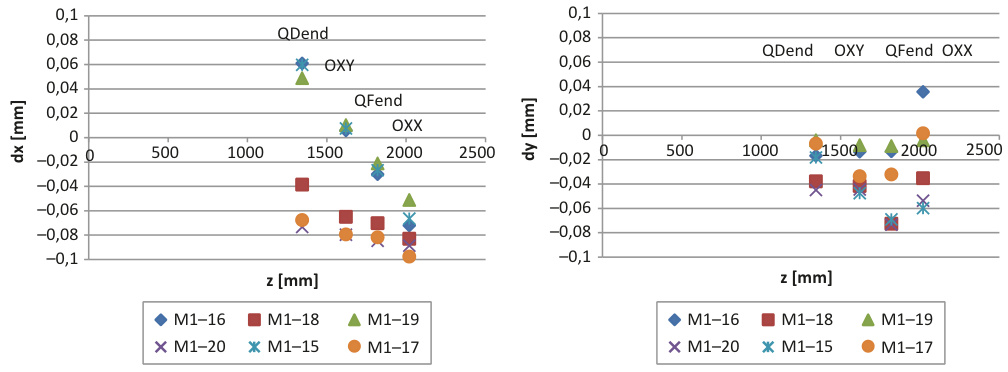 0,1
0,08
0,06
0,04
0,02
0
–0,02
–0,04
–0,06
–0,08
–0,1
dx [mm]
QDend
OXY
QFend
OXX
0 500 1000 1500 2000 2500
z [mm]
M1–16 M1–18 M1–19
M1–20 M1–15 M1–17
0,1
0,08
0,06
0,04
0,02
0
–0,02
–0,04
–0,06
–0,08
–0,1
dy [mm]
QDend OXY QFend OXX
0 500 1000 1500 2000 2500
z [mm]
M1–16 M1–18 M1–19
M1–20 M1–15 M1–17